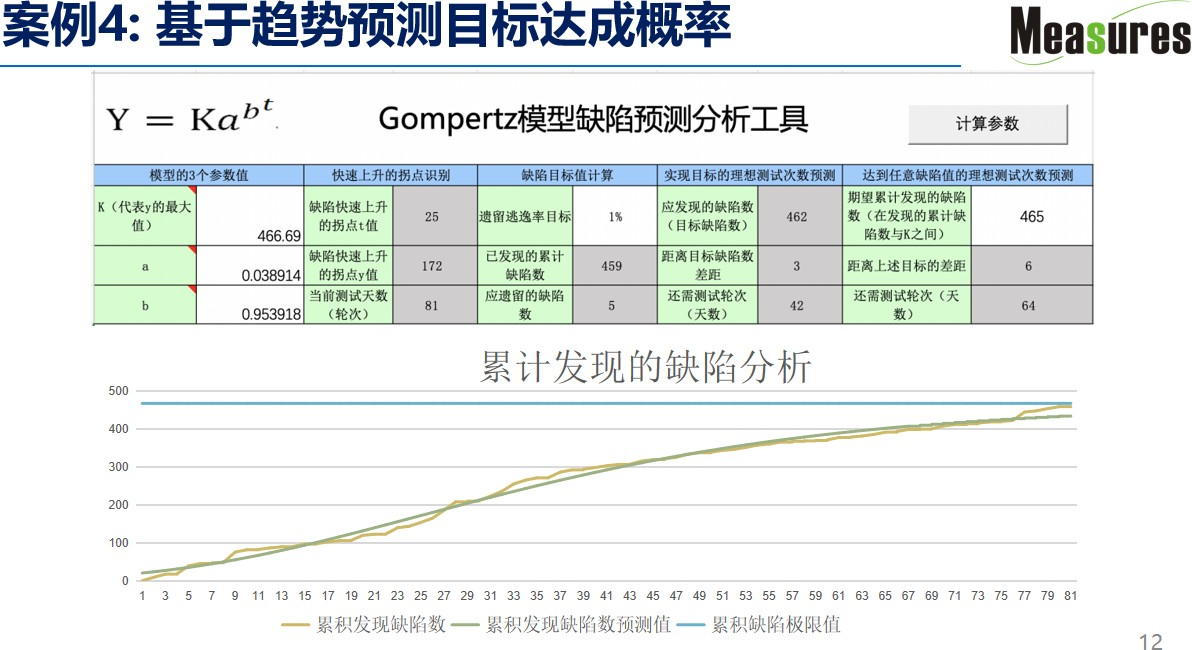 案例4: 基于趋势预测目标达成概率
Measures
Y = Ka^b^t
Gompertz模型缺陷预测分析工具
计算参数
模型的3个参数值 快速上升的拐点识别 缺陷目标值计算 实现目标的理想测试次数预测 达到任意缺陷值的理想测试次数预测
K（代表y的最大
值）
466.69
缺陷快速上升
的拐点t值
25
遗留逃逸率目标
1%
应发现的缺陷数
（目标缺陷数）
462
期望累计发现的缺陷
数（在发现的累计缺
陷数与K之间）
465
a
0.038914
缺陷快速上升
的拐点y值
172
已发现的累计
缺陷数
459
距离目标缺陷数
差距
3
距离上述目标的差距
6
b
0.953918
当前测试天数
（轮次）
81
应遗留的缺陷
数
5
还需测试轮次
（天数）
42
还需测试轮次（天
数）
64
累计发现的缺陷分析
500
400
300
200
100
0
1 3 5 7 9 11 13 15 17 19 21 23 25 27 29 31 33 35 37 39 41 43 45 47 49 51 53 55 57 59 61 63 65 67 69 71 73 75 77 79 81
累积发现缺陷数 累积发现缺陷数预测值 累积缺陷极限值
12